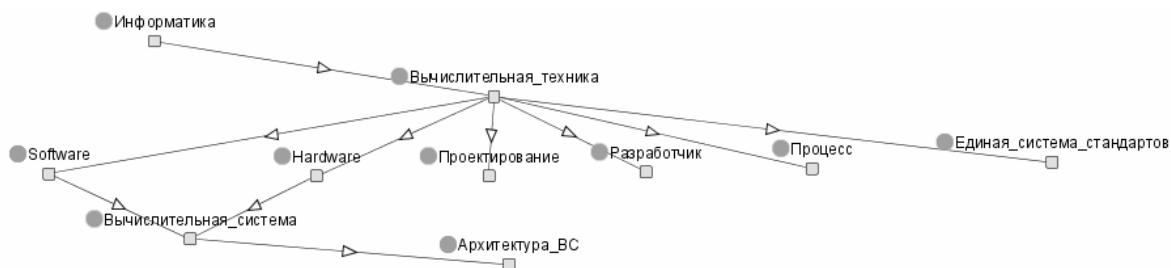 Информатика
Вычислительная_техника
Software
Hardware
Проектирование
Разработчик
Процесс
Единая_система_стандартов
Вычислительная_система
Архитектура_ВС